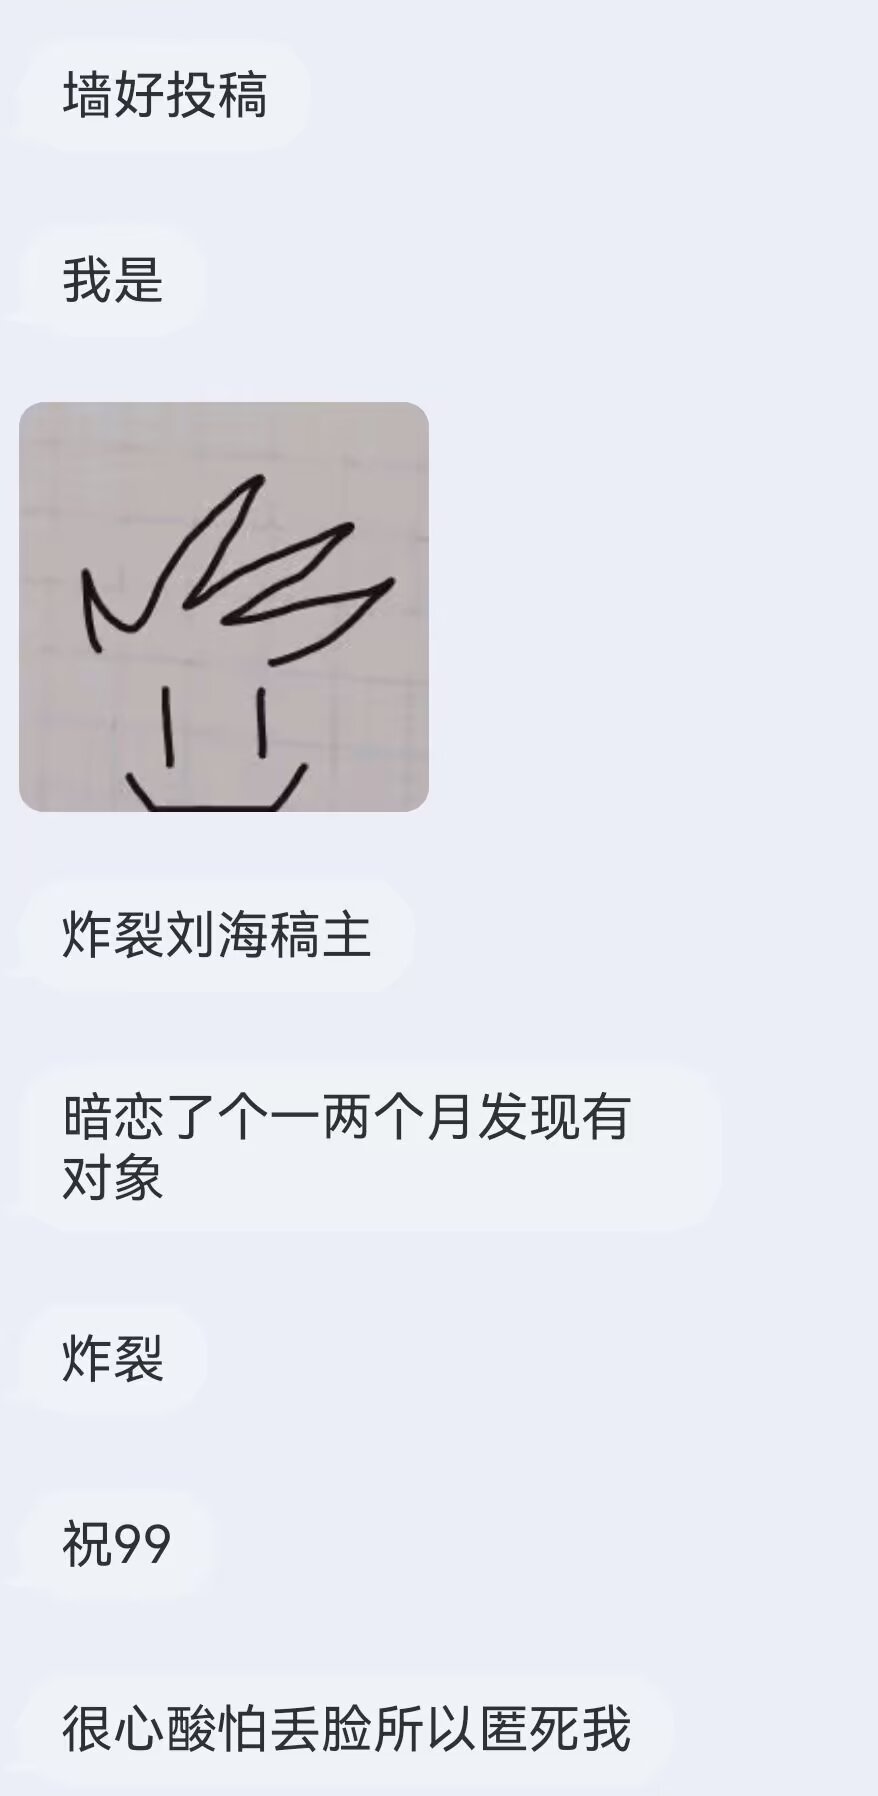 墙好投稿
我是
炸裂刘海稿主
暗恋了个一两个月发现有
对象
炸裂
祝99
很心酸怕丢脸所以匿死我